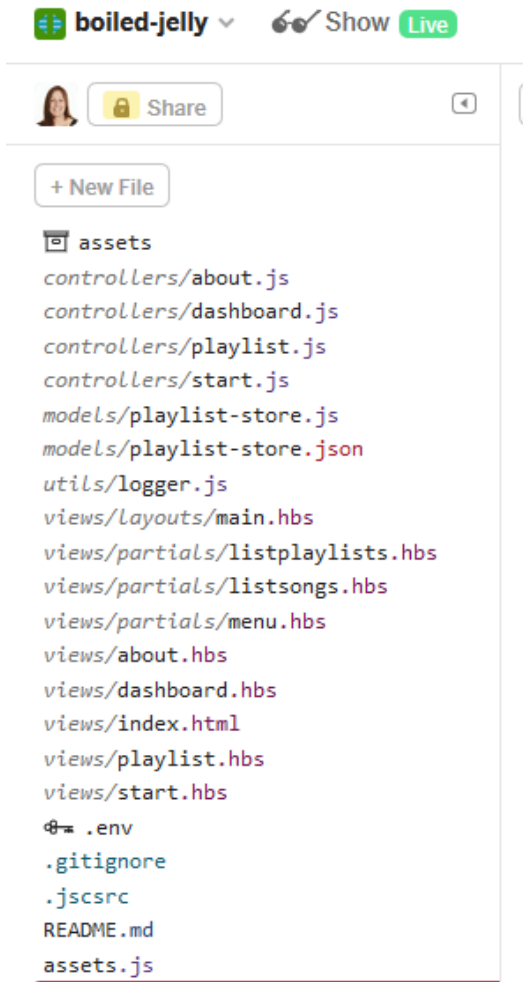 boiled-jelly Show Live
Share
+ New File
assets
controllers/about.js
controllers/dashboard.js
controllers/playlist.js
controllers/start.js
models/playlist-store.js
models/playlist-store.json
utils/logger.js
views/layouts/main.hbs
views/partials/listplaylists.hbs
views/partials/listsongs.hbs
views/partials/menu.hbs
views/about.hbs
views/dashboard.hbs
views/index.html
views/playlist.hbs
views/start.hbs
.env
.gitignore
.jscsrc
README.md
assets.js